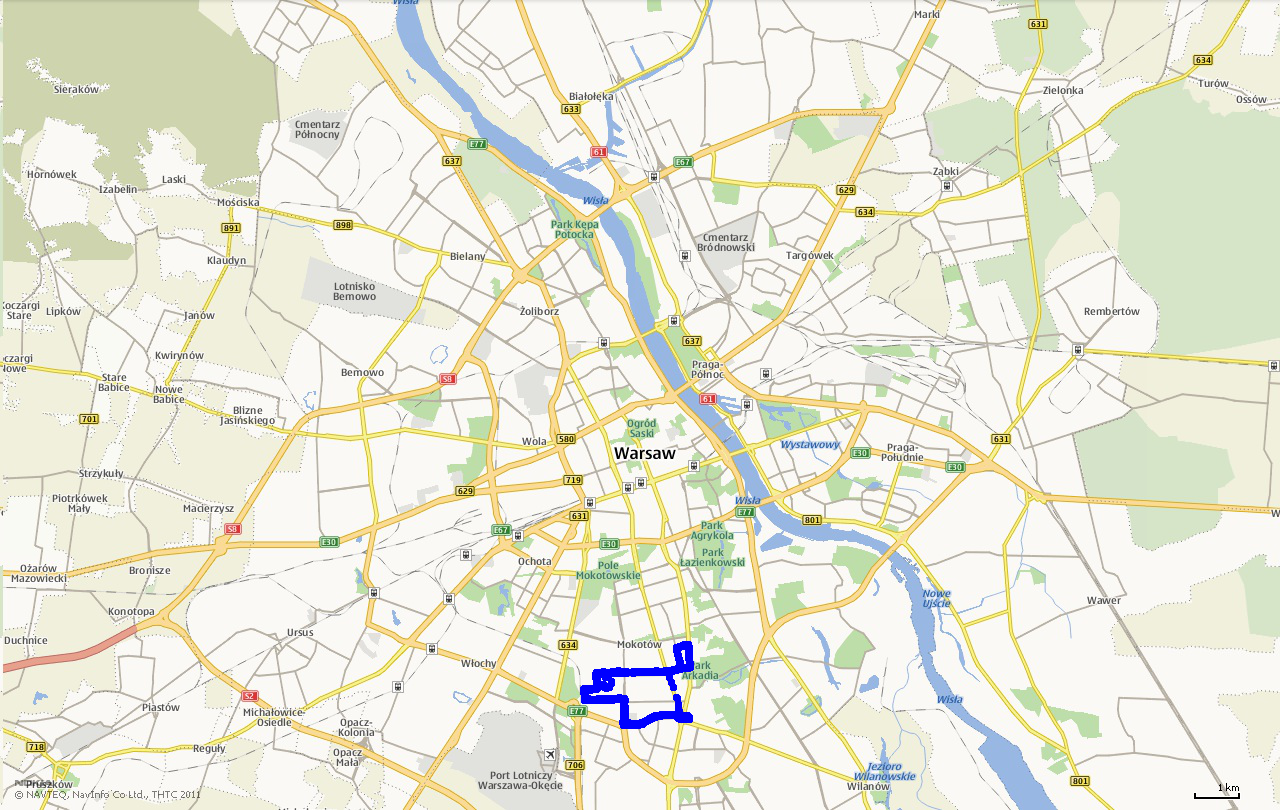 Wisła
Marki
631
634
Sieraków
Białołęka
633
Zielonka
Turów
Ossów
Cmentarz
Północny
E77
637
61
E67
Hornówek
Izabelin
Laski
Ząbki
629
Mościska
Wisła
634
891
898
Park Kępa
Potocka
Cmentarz
Bródnowski
Klaudyn
Bielany
Targówek
Lotnisko
Bemowo
Koczargi
Stare
Lipków
Janów
Żoliborz
Rembertów
637
Kwirynów
Stare
Babice
Nowe
Babice
Bemowo
S8
Praga-
Północ
61
701
Blizne
Jasińskiego
Ogród
Saski
Wola
580
Warsaw
Wystawowy
631
E30
Praga-
Południe
E30
Strzykuły
719
629
Piotrkówek
Mały
Macierzysz
Wisła
E77
631
801
S8
E67
E30
E30
Park
Agrykola
Ochota
Park
Łazienkowski
Pole
Mokotowskie
Ożarów
Mazowiecki
Bronisze
Nowe
Ujście
Wawer
Konotopa
Duchnice
Ursus
634
Mokotów
Włochy
Park
Arkadia
S2
Wisła
Piastów
Michałowice-
Osiedle
E77
Opacz-
Kolonia
718
Reguły
Opacz
Mała
706
Port Lotniczy
Warszawa-Okęcie
Jezioro
Wilanowskie
Wilanów
801
Pruszków
1 km
© NAVTEQ, NavInfo Co Ltd., THTC 2011